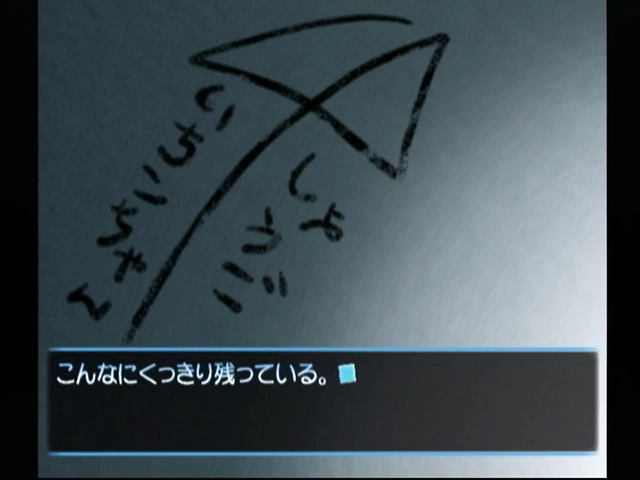 しょうご
いちこちゃん
こんなにくっきり残っている。